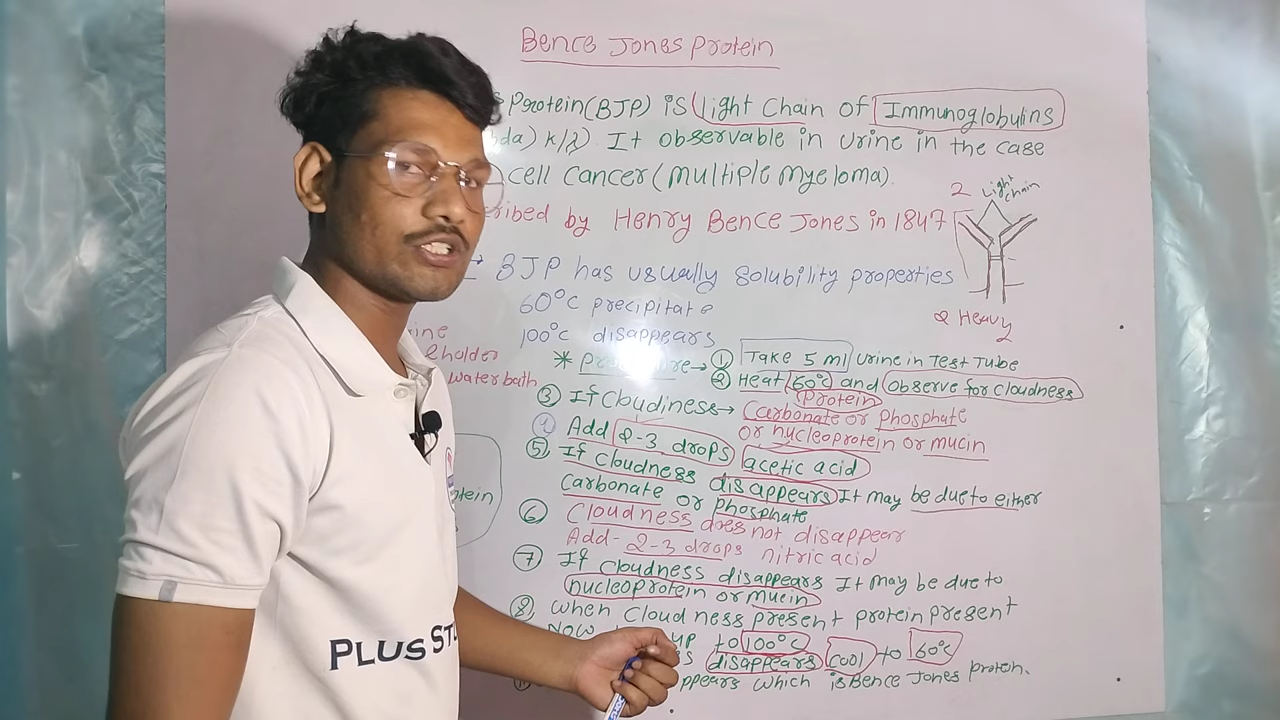 Bence Jones Protein
Protein(BJP) is light chain of Immunoglobulins
bda) K/λ) It observable in urine in the case
cell cancer (multiple myeloma)
ribed by Henry Bence Jones in 1847
2 Light chain
→ BJP has usually solubility properties
60°C precipitate
100°C disappears
2 Heavy
ine
holder
water bath
* → ① Take 5 ml urine in Test Tube
② Heat 60°C and observe for cloudness
(Protein)
③ If Cloudiness → Carbonate or phosphate
or nucleoprotein or mucin
Add 2-3 drops acetic acid
⑤ If Cloudness disappears It may be due to either
carbonate or phosphate
⑥ Cloudness does not disappear
Add- 2-3 drops nitric acid
⑦ If cloudness disappears It may be due to
nucleoprotein or mucin
⑧ When Cloudness present protein present
Now up to 100°C
disappears cool to 60°C
ppears which is Bence Jones protein.
otein
PLUS ST